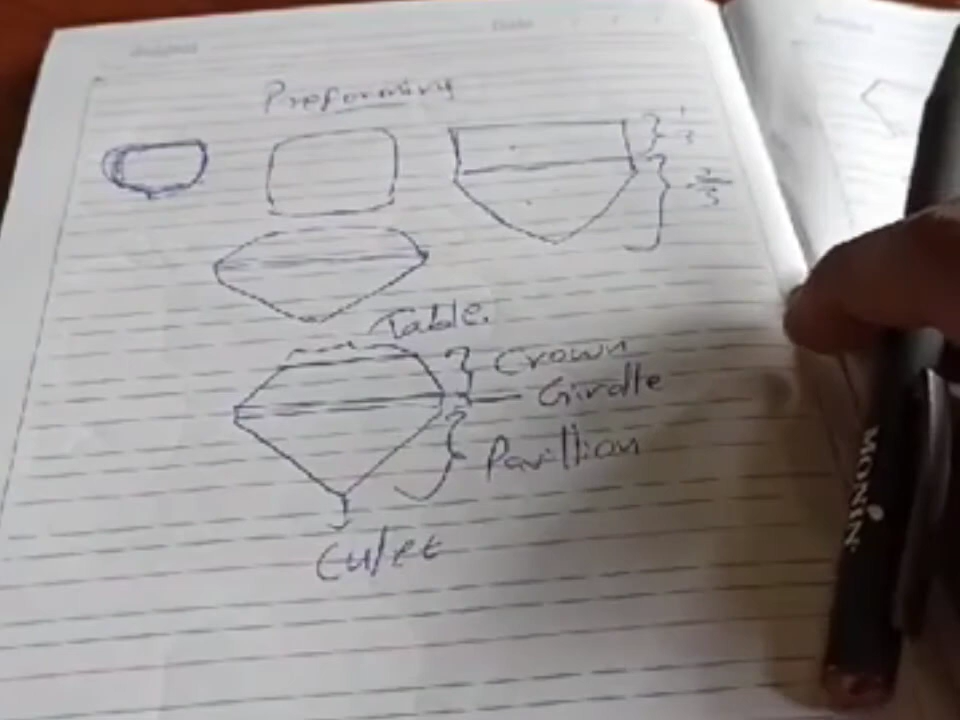 Preforming
1/3
2/3
Table.
Crown
Girdle
Pavillion
Culet
MONIN